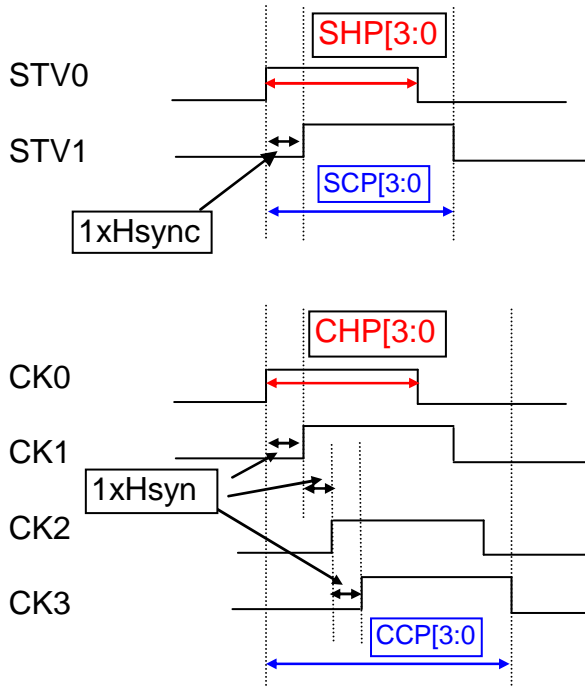 SHP[3:0
STV0
STV1
SCP[3:0
1xHsync
CHP[3:0
CK0
CK1
1xHsyn
CK2
CK3
CCP[3:0